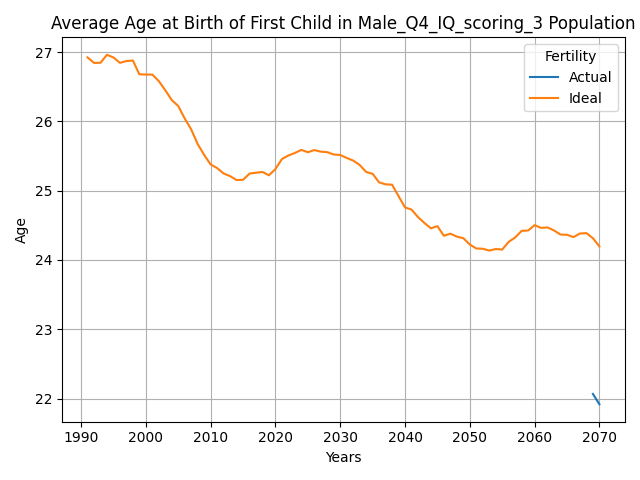 Average Age at Birth of First Child in Male_Q4_IQ_scoring_3 Population
Fertility
Actual
Ideal
27
26
25
24
23
22
Age
1990 2000 2010 2020 2030 2040 2050 2060 2070
Years